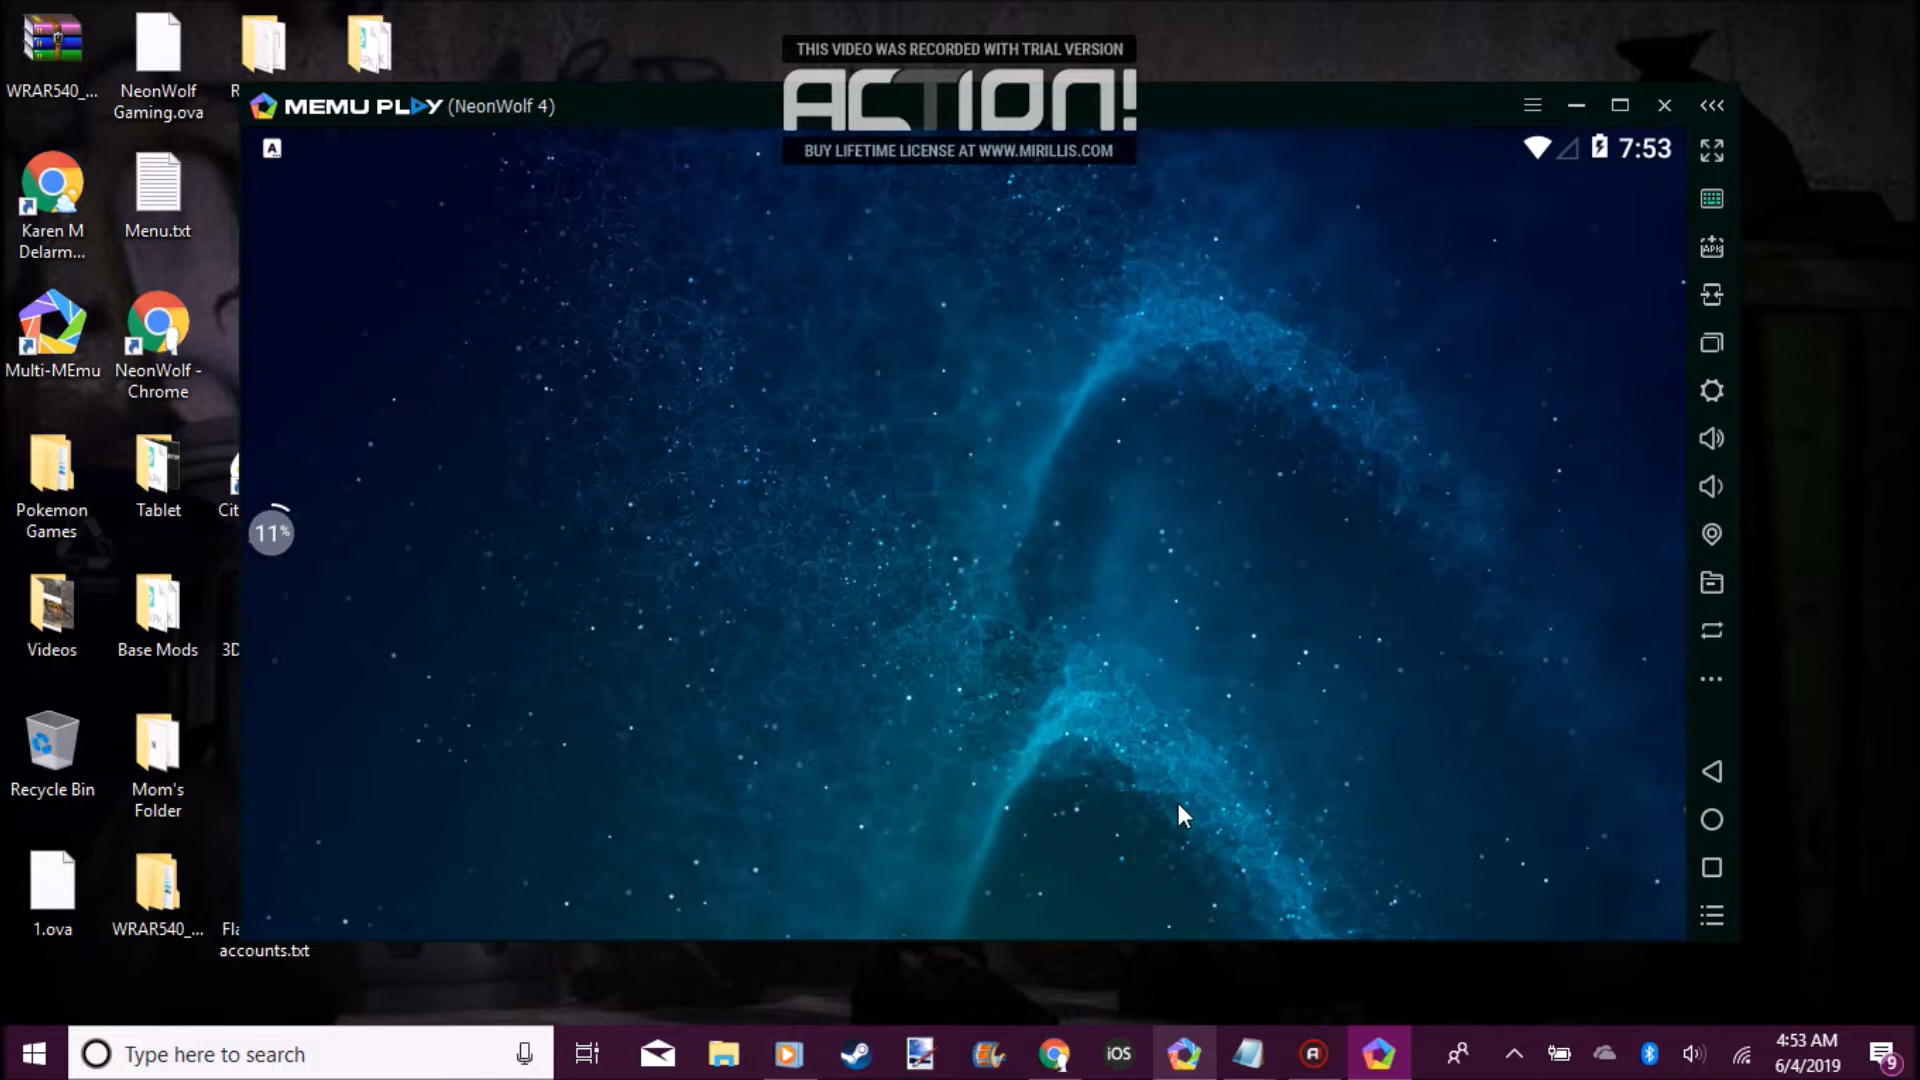 THIS VIDEO WAS RECORDED WITH TRIAL VERSION
ACTION!
BUY LIFETIME LICENSE AT WWW.MIRILLIS.COM
MEMU PLAY (NeonWolf 4)
A
7:53
11%
WRAR540_...
NeonWolf
Gaming.ova
Karen M
Delarm...
Menu.txt
Multi-MEmu
NeonWolf -
Chrome
Pokemon
Games
Tablet
Cit
Videos
Base Mods
3D
Recycle Bin
Mom's
Folder
1.ova
WRAR540_...
Fla
accounts.txt
APK
Type here to search
iOS
4:53 AM
6/4/2019
9